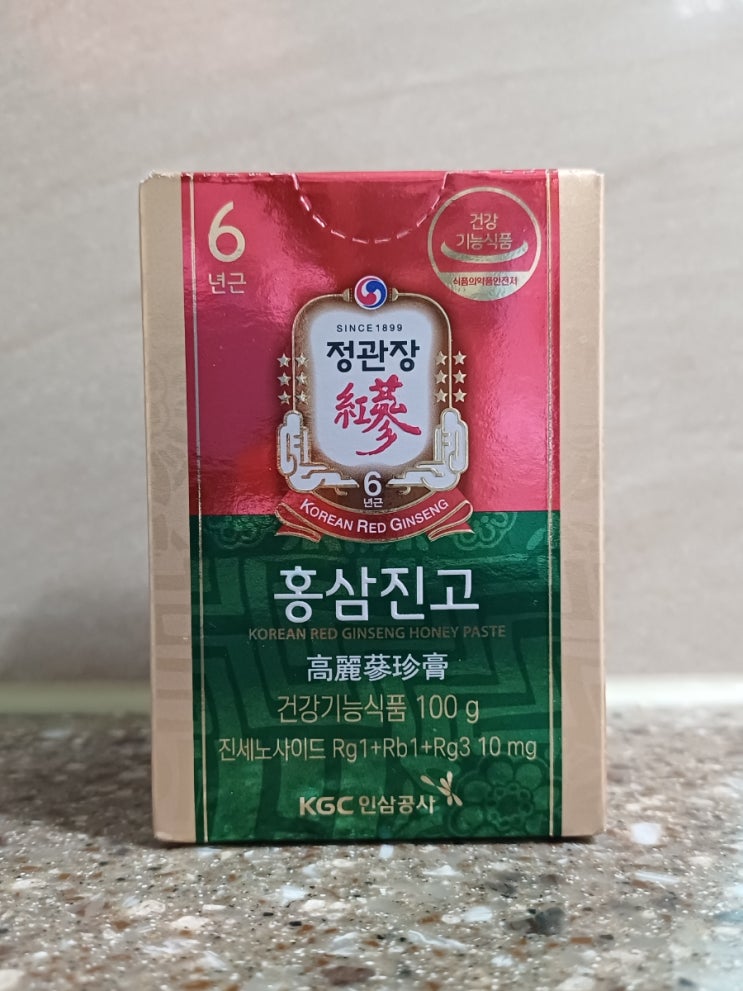 6
년근
건강
기능식품
식품의약품안전처
SINCE 1899
정관장
紅蔘
6
년근
KOREAN RED GINSENG
홍삼진고
KOREAN RED GINSENG HONEY PASTE
高麗蔘珍膏
건강기능식품 100 g
진세노사이드 Rg1+Rb1+Rg3 10 mg
KGC 인삼공사